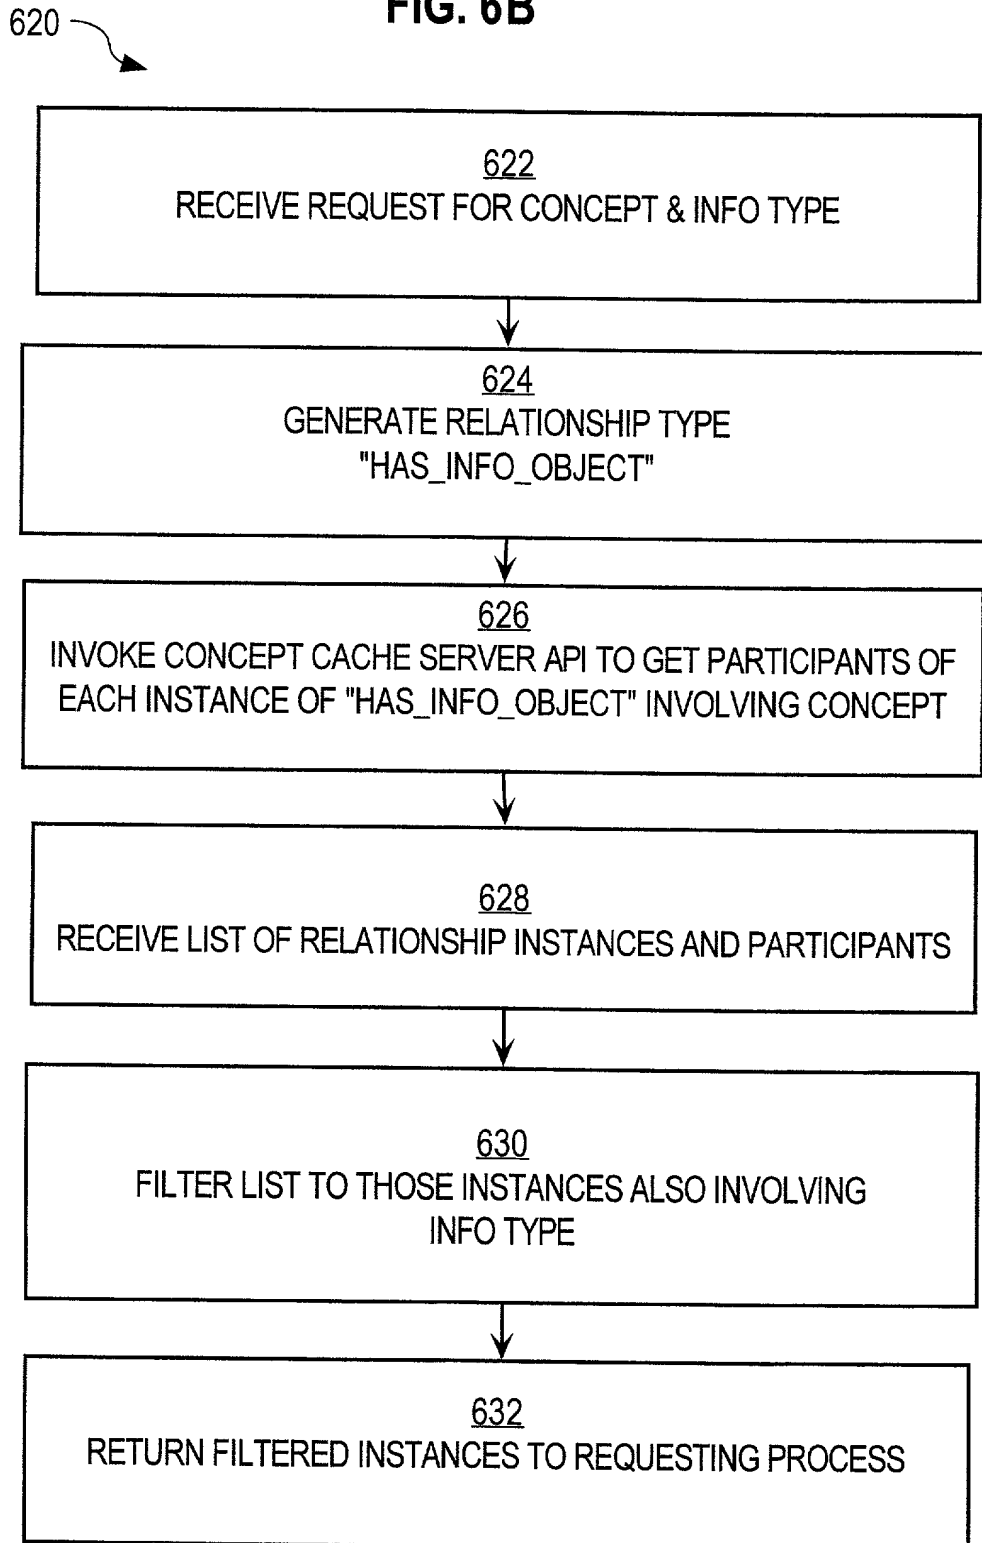 FIG. 6B
620
622
RECEIVE REQUEST FOR CONCEPT & INFO TYPE
624
GENERATE RELATIONSHIP TYPE
"HAS_INFO_OBJECT"
626
INVOKE CONCEPT CACHE SERVER API TO GET PARTICIPANTS OF
EACH INSTANCE OF "HAS_INFO_OBJECT" INVOLVING CONCEPT
628
RECEIVE LIST OF RELATIONSHIP INSTANCES AND PARTICIPANTS
630
FILTER LIST TO THOSE INSTANCES ALSO INVOLVING
INFO TYPE
632
RETURN FILTERED INSTANCES TO REQUESTING PROCESS